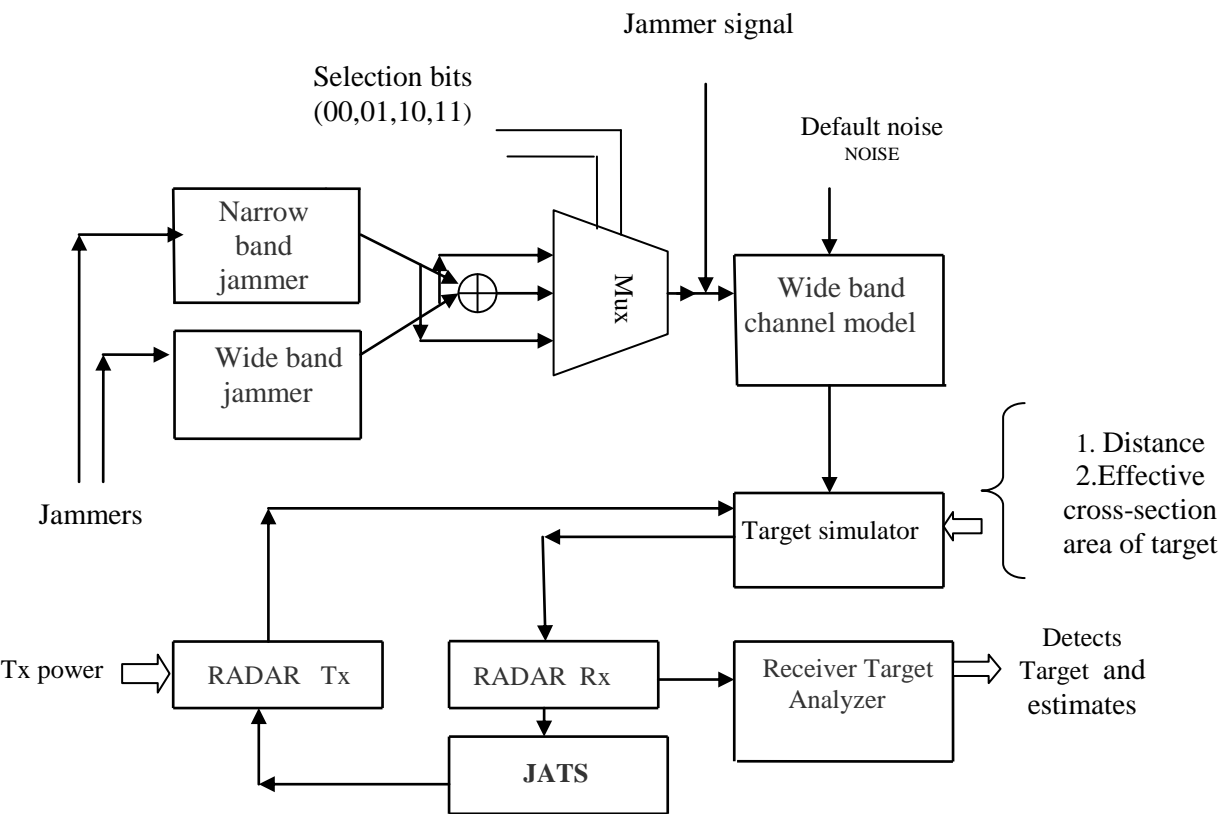 Jammer signal
Selection bits
(00,01,10,11)
Default noise
NOISE
Narrow
band
jammer
Mux
Wide band
channel model
Wide band
jammer
1. Distance
2.Effective
cross-section
area of target
Jammers
Target simulator
Tx power
RADAR Tx
RADAR Rx
Receiver Target
Analyzer
Detects
Target and
estimates
JATS